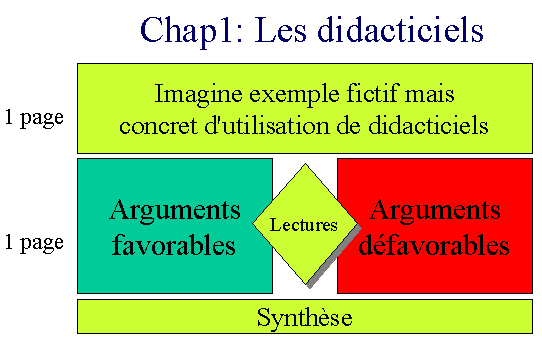 Chap1: Les didacticiels
1 page
Imagine exemple fictif mais
concret d'utilisation de didacticiels
1 page
Arguments
favorables
Lectures
Arguments
défavorables
Synthèse